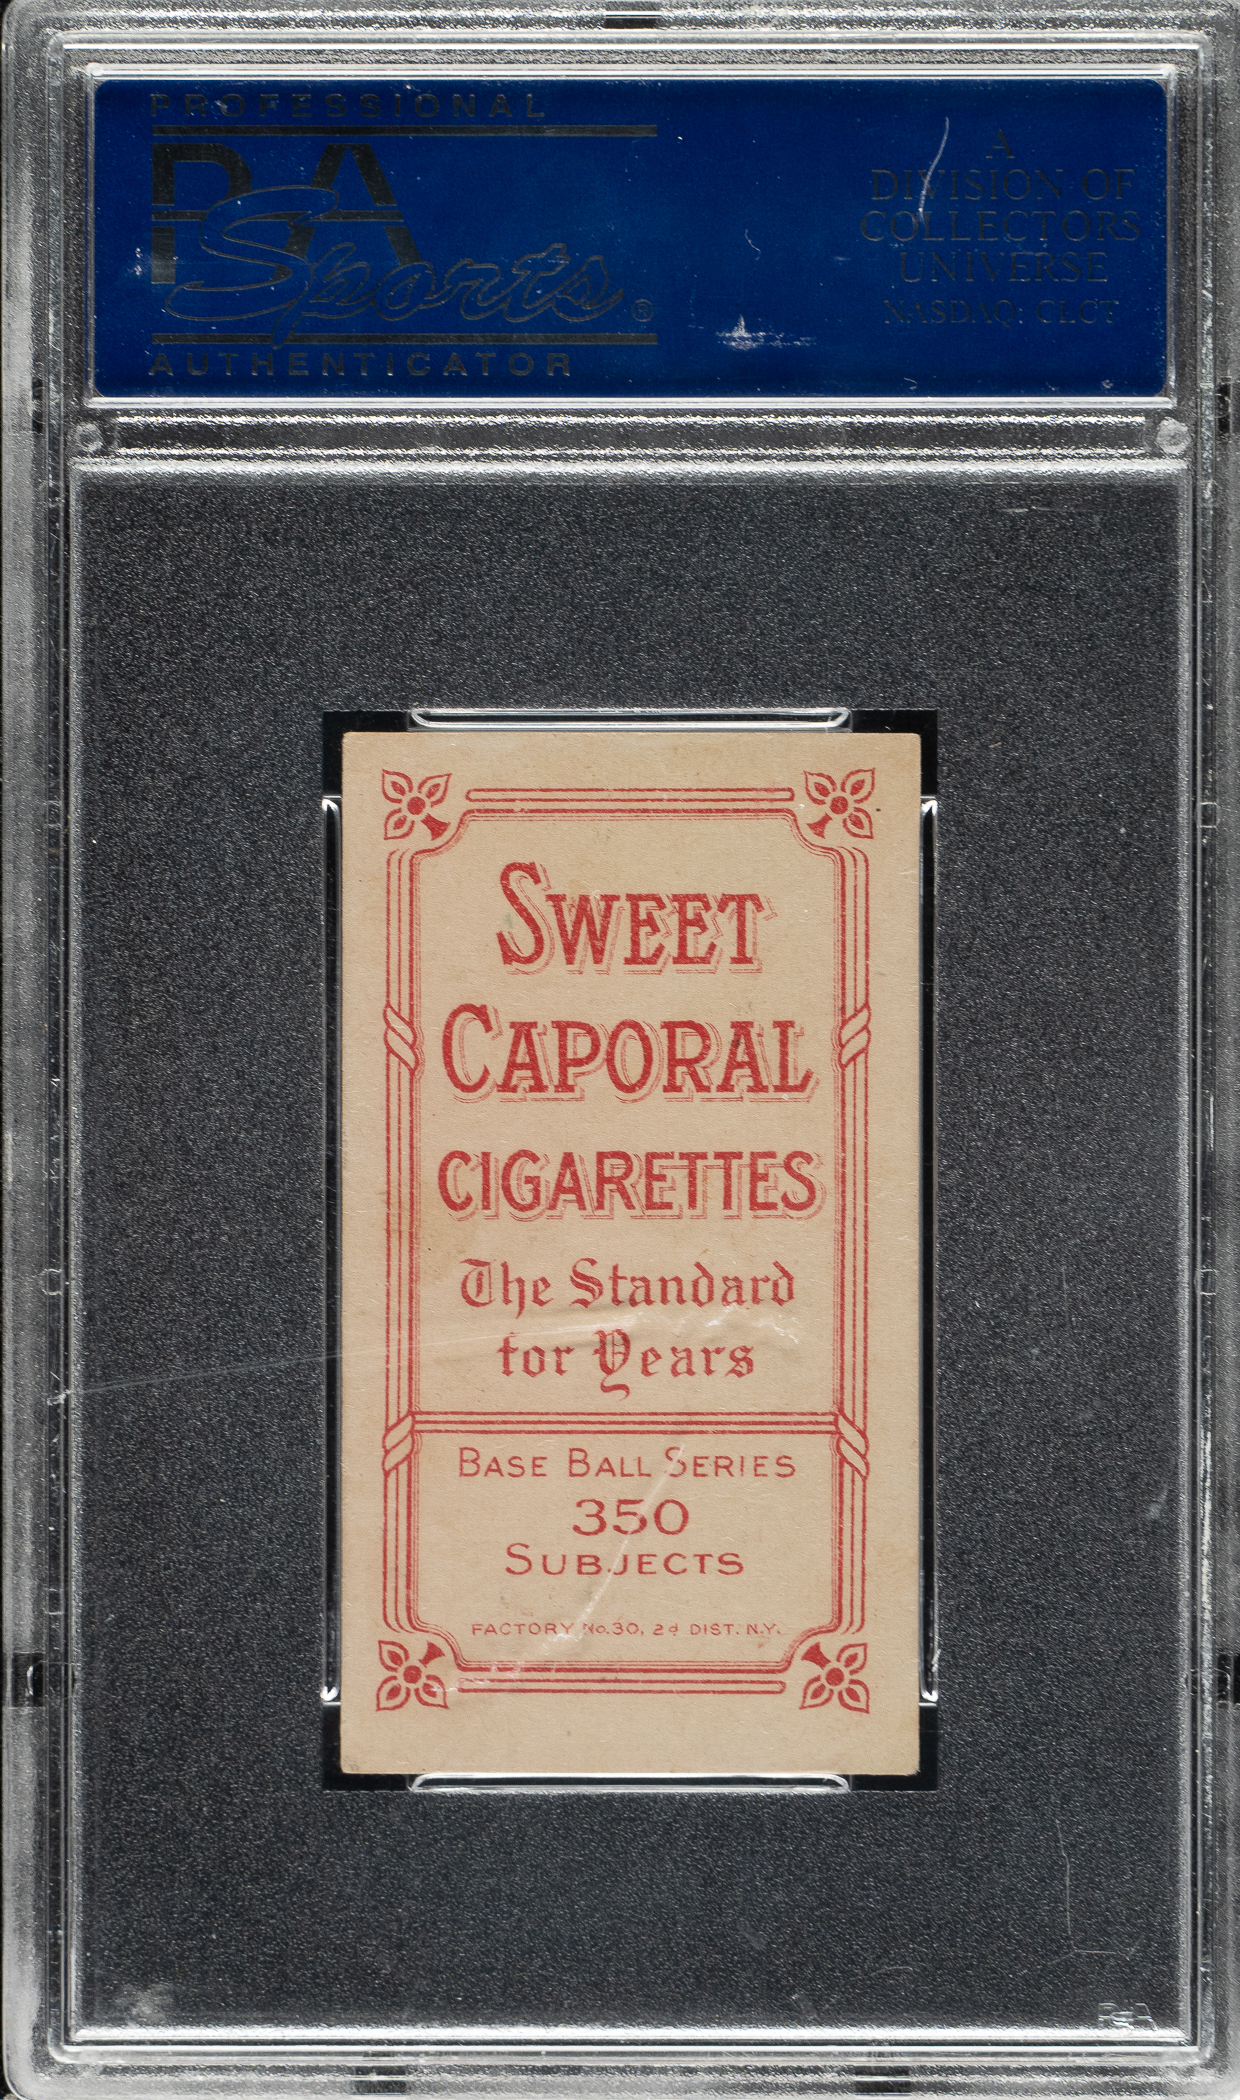 PROFESSIONAL
PSA
Sports®
AUTHENTICATOR
A
DIVISION OF
COLLECTORS
UNIVERSE
NASDAQ: CLCT
SWEET
CAPORAL
CIGARETTES
The Standard
for Years
BASE BALL SERIES
350
SUBJECTS
FACTORY No. 30, 2d DIST. N.Y.
PSA